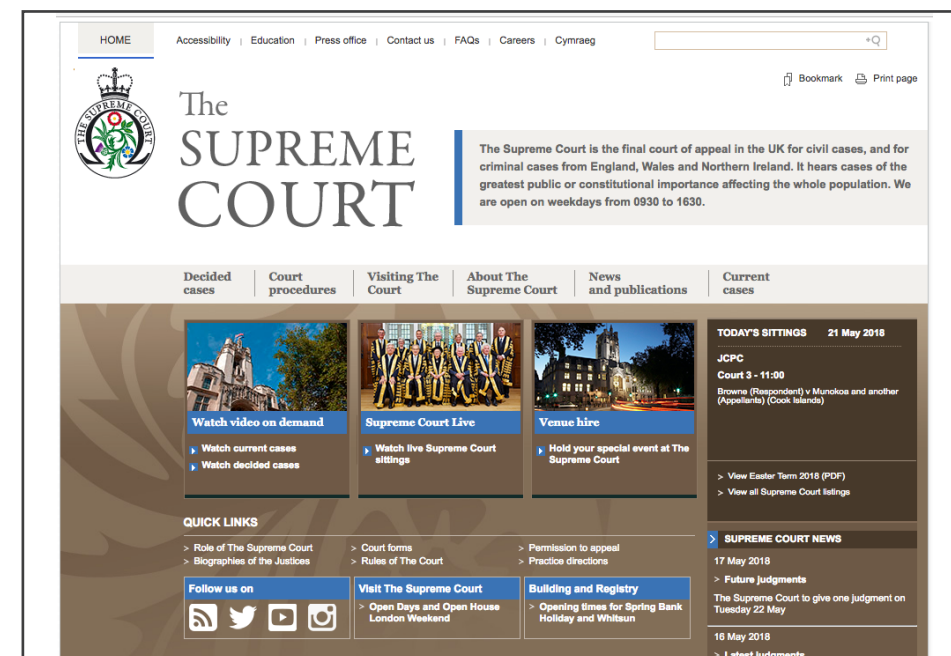 HOME
Accessibility | Education | Press office | Contact us | FAQs | Careers | Cymraeg
Bookmark Print page
THE SUPREME COURT
The
SUPREME
COURT
The Supreme Court is the final court of appeal in the UK for civil cases, and for
criminal cases from England, Wales and Northern Ireland. It hears cases of the
greatest public or constitutional importance affecting the whole population. We
are open on weekdays from 0930 to 1630.
Decided
cases
Court
procedures
Visiting The
Court
About The
Supreme Court
News
and publications
Current
cases
Watch video on demand
Watch current cases
Watch decided cases
Supreme Court Live
Watch live Supreme Court
sittings
Venue hire
Hold your special event at The
Supreme Court
TODAY'S SITTINGS 21 May 2018
JCPC
Court 3 - 11:00
Browne (Respondent) v Munokoa and another
(Appellants) (Cook Islands)
> View Easter Term 2018 (PDF)
> View all Supreme Court listings
QUICK LINKS
> Role of The Supreme Court
> Biographies of the Justices
> Court forms
> Rules of The Court
> Permission to appeal
> Practice directions
Follow us on
Visit The Supreme Court
> Open Days and Open House
London Weekend
Building and Registry
> Opening times for Spring Bank
Holiday and Whitsun
> SUPREME COURT NEWS
17 May 2018
> Future judgments
The Supreme Court to give one judgment on
Tuesday 22 May
16 May 2018
> Latest judgments